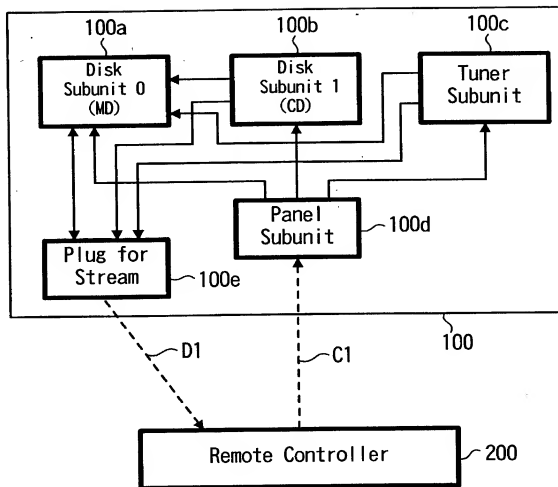 100a
100b
100c
Disk
Subunit 0
(MD)
Disk
Subunit 1
(CD)
Tuner
Subunit
Panel
Subunit
100d
Plug for
Stream
100e
100
D1
C1
Remote Controller
200